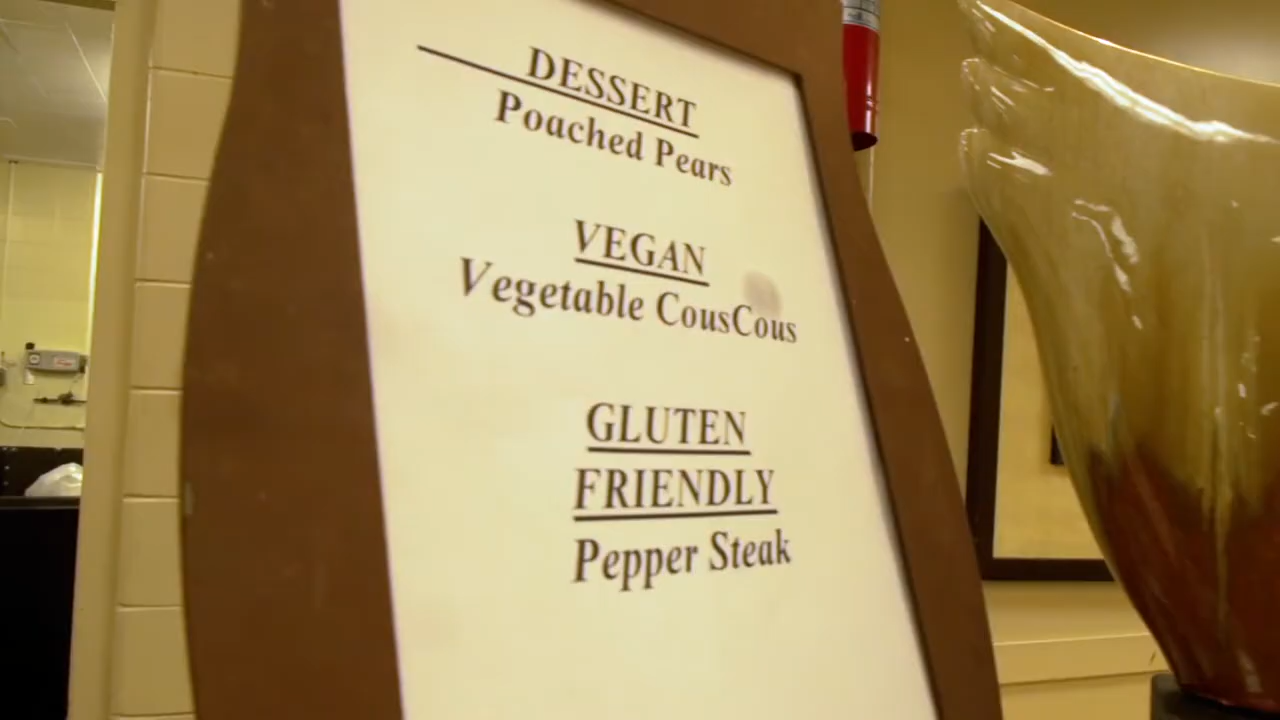 DESSERT
Poached Pears
VEGAN
Vegetable CousCous
GLUTEN
FRIENDLY
Pepper Steak